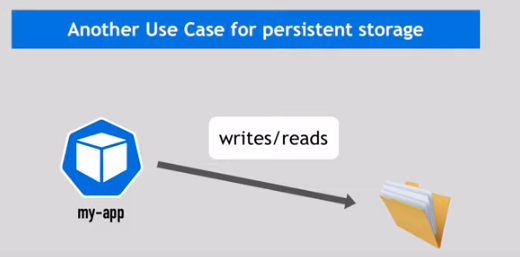 Another Use Case for persistent storage
writes/reads
my-app